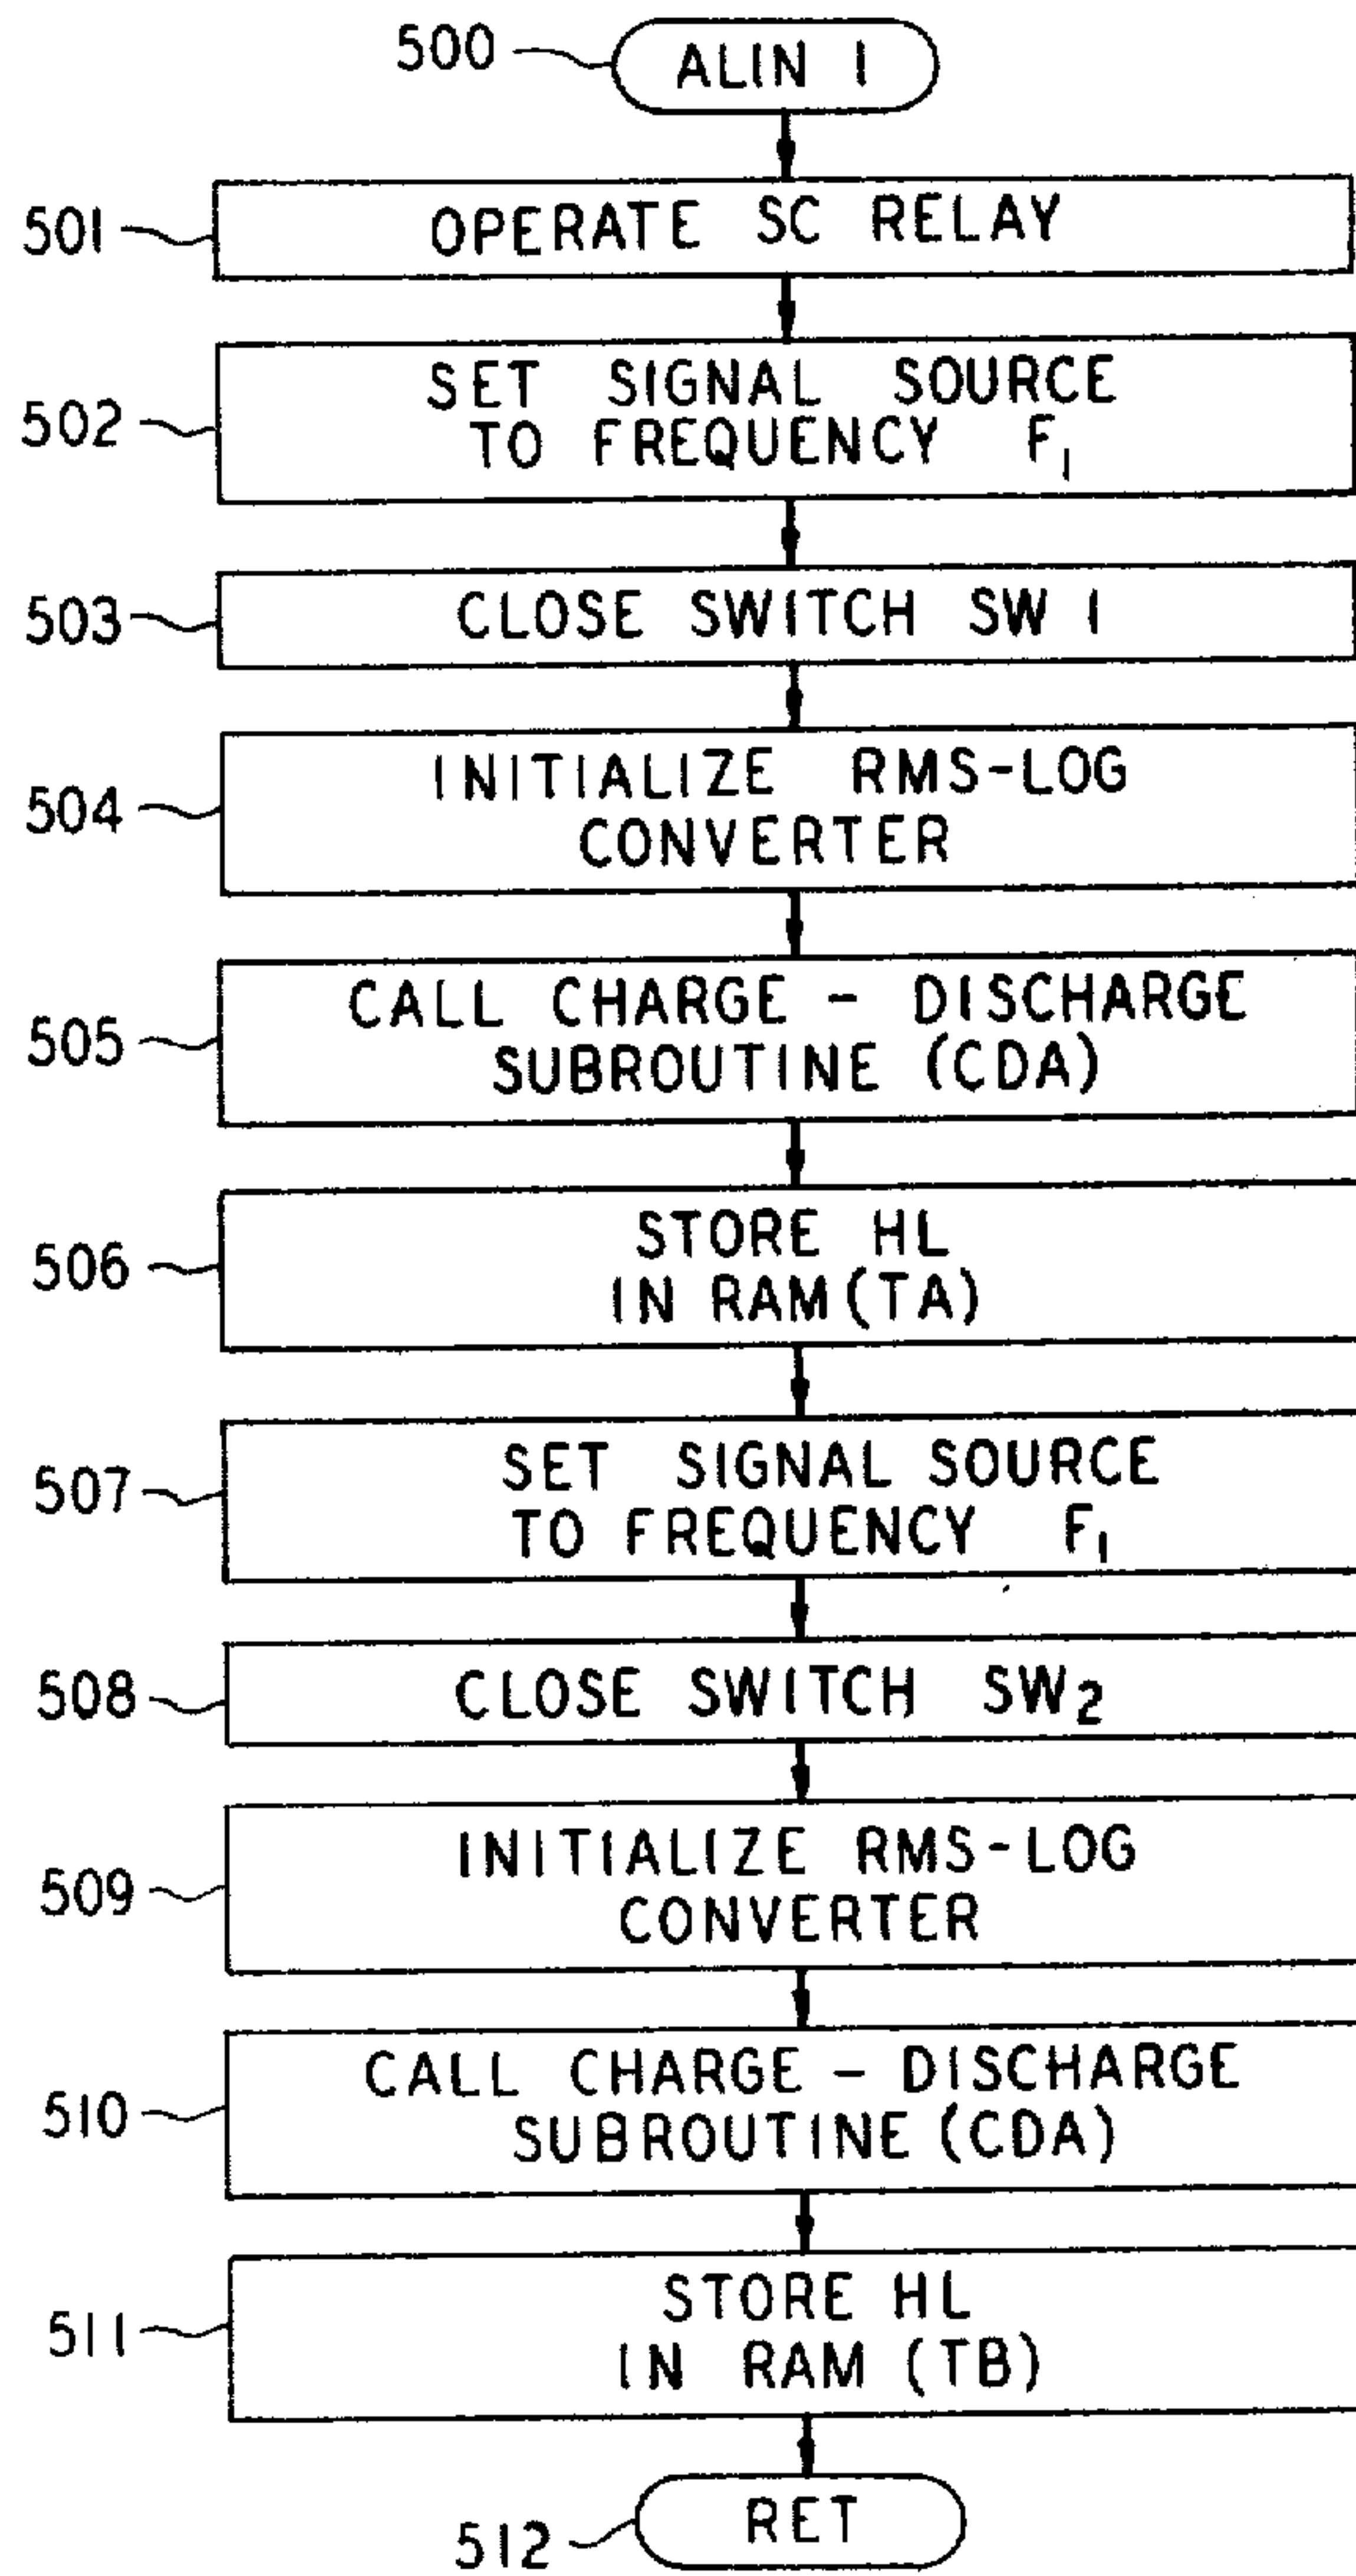 500 ALIN 1
501 OPERATE SC RELAY
502 SET SIGNAL SOURCE
TO FREQUENCY F₁
503 CLOSE SWITCH SW 1
504 INITIALIZE RMS-LOG
CONVERTER
505 CALL CHARGE - DISCHARGE
SUBROUTINE (CDA)
506 STORE HL
IN RAM (TA)
507 SET SIGNAL SOURCE
TO FREQUENCY F₁
508 CLOSE SWITCH SW₂
509 INITIALIZE RMS-LOG
CONVERTER
510 CALL CHARGE - DISCHARGE
SUBROUTINE (CDA)
511 STORE HL
IN RAM (TB)
512 RET